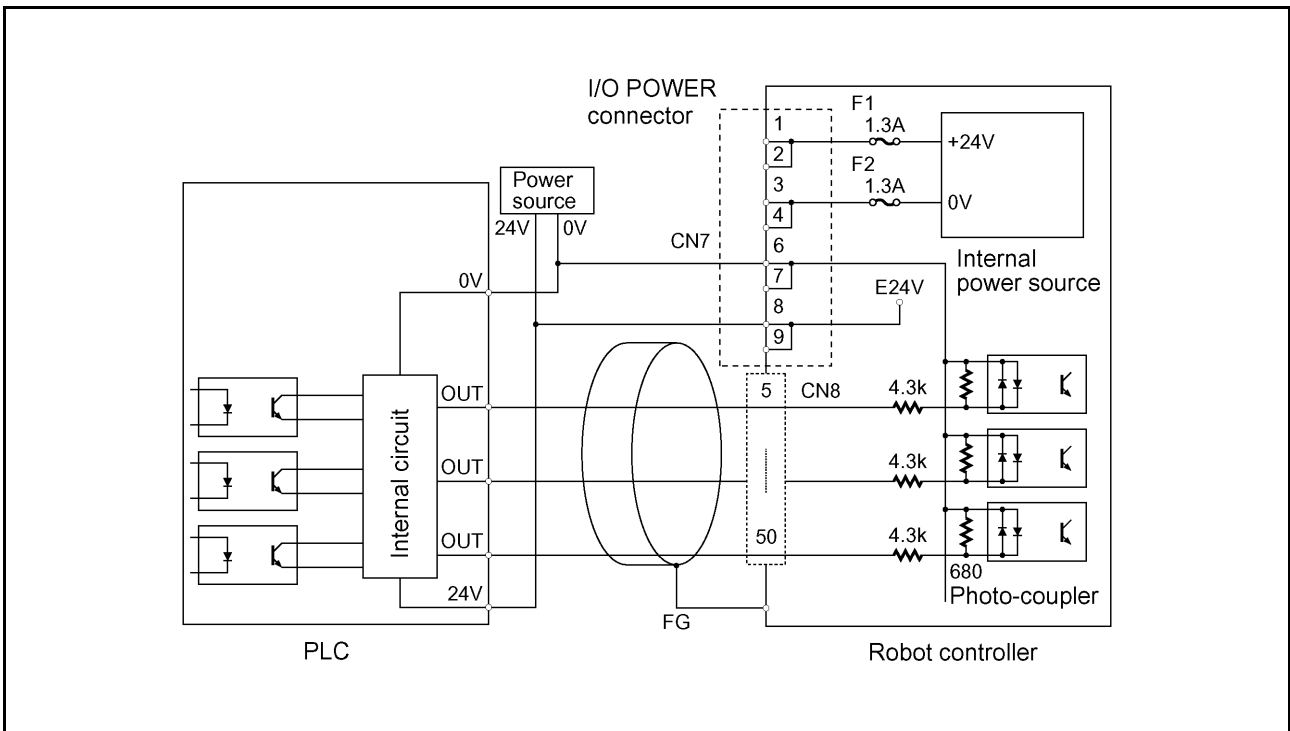 I/O POWER
connector
F1
1.3A
1
2
+24V
F2
1.3A
3
4
0V
Power
source
24V
0V
CN7
6
7
Internal
power source
0V
E24V
8
9
5
CN8
4.3k
OUT
Internal circuit
4.3k
OUT
50
4.3k
OUT
680
24V
Photo-coupler
FG
PLC
Robot controller